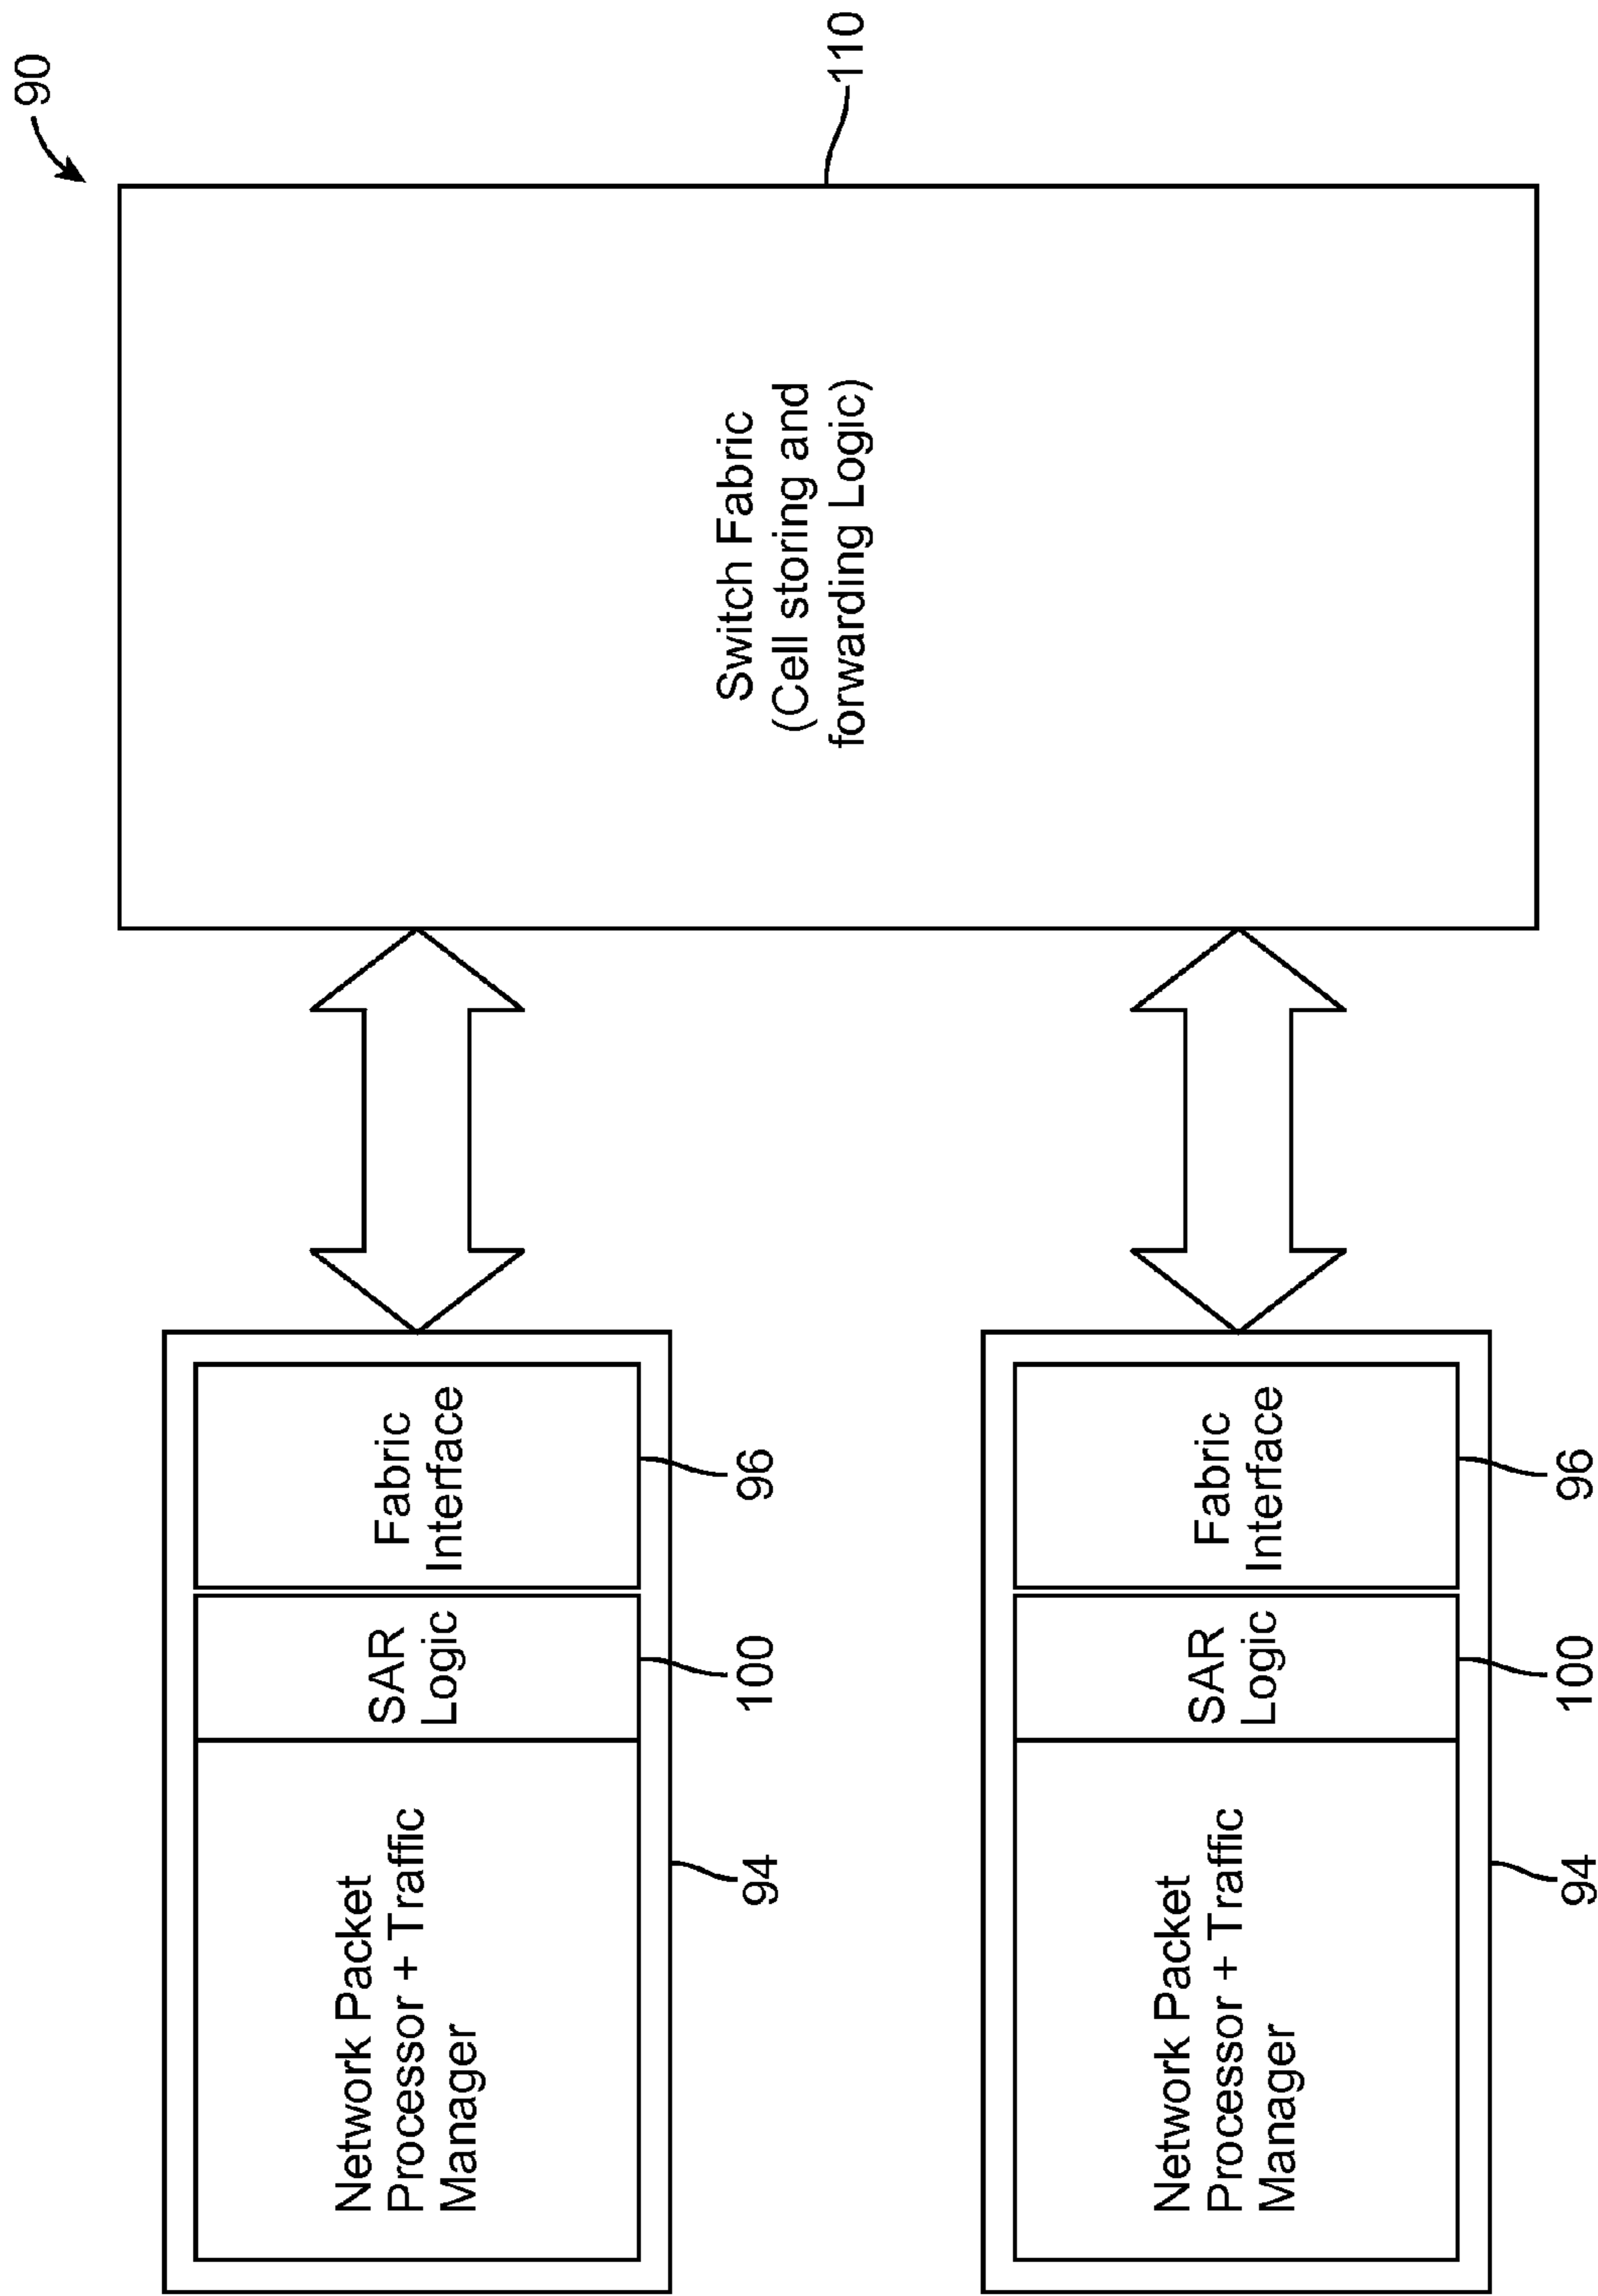 90
Network Packet
Processor + Traffic
Manager
SAR
Logic
Fabric
Interface
94
100
96
Switch Fabric
(Cell storing and
forwarding Logic)
110
Network Packet
Processor + Traffic
Manager
SAR
Logic
Fabric
Interface
94
100
96